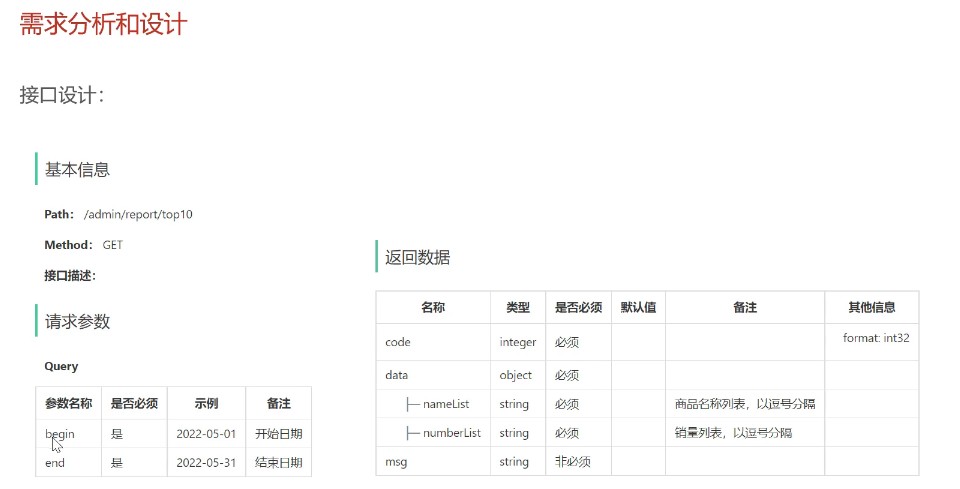 需求分析和设计
接口设计：
基本信息
Path： /admin/report/top10
Method： GET
接口描述：
请求参数
Query
参数名称 是否必须 示例 备注
begin 是 2022-05-01 开始日期
end 是 2022-05-31 结束日期
返回数据
名称 类型 是否必须 默认值 备注 其他信息
code integer 必须 format: int32
data object 必须
├─ nameList string 必须 商品名称列表，以逗号分隔
├─ numberList string 必须 销量列表，以逗号分隔
msg string 非必须